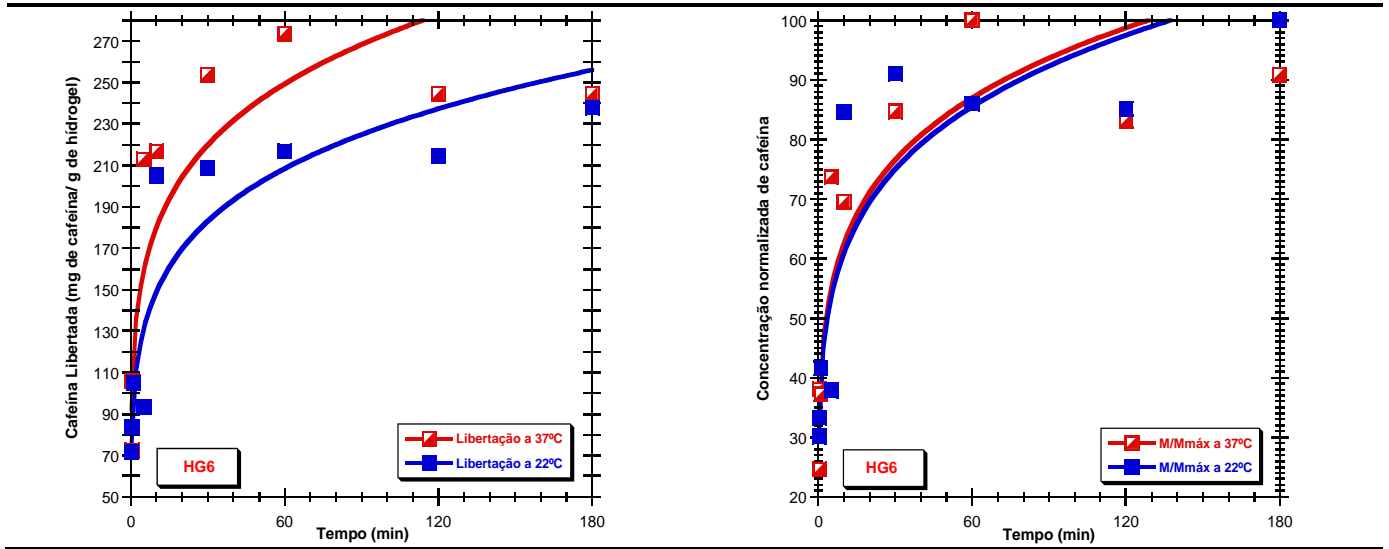 Cafeína Libertada (mg de cafeína/ g de hidrogel)
270
250
230
210
190
170
150
130
110
90
70
50
0
60
120
180
Tempo (min)
HG6
Libertação a 37ºC
Libertação a 22ºC
Concentração normalizada de cafeína
100
90
80
70
60
50
40
30
20
0
60
120
180
Tempo (min)
HG6
M/Mmáx a 37ºC
M/Mmáx a 22ºC